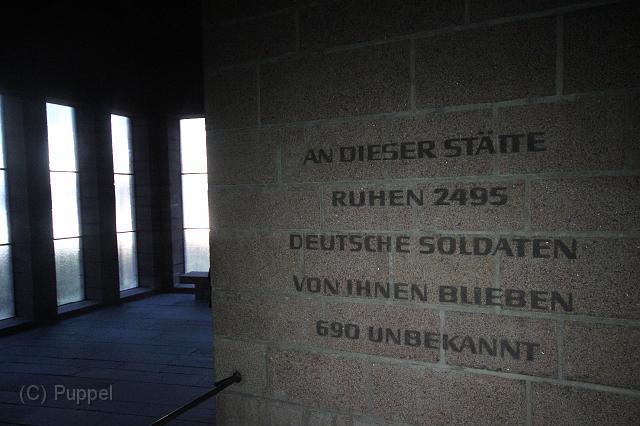 AN DIESER STÄTTE
RUHEN 2495
DEUTSCHE SOLDATEN
VON IHNEN BLIEBEN
690 UNBEKANNT
(C) Puppel